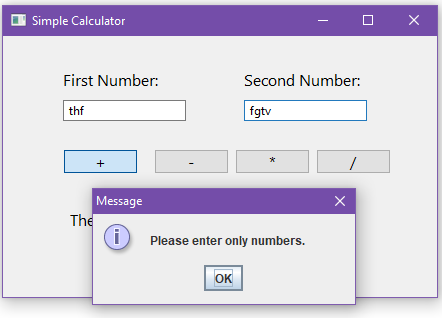 Simple Calculator
First Number: Second Number:
thf fgtv
+ - * /
The
Message
Please enter only numbers.
OK